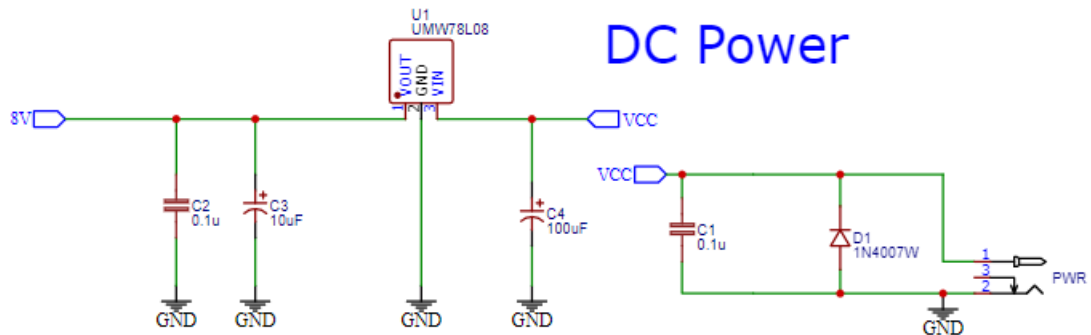 U1
UMW78L08
DC Power
VOUT
GND
VIN
1
2
3
8V
VCC
C2
0.1u
C3
10uF
C4
100uF
GND
GND
GND
GND
VCC
C1
0.1u
D1
1N4007W
1
3
2
PWR
GND